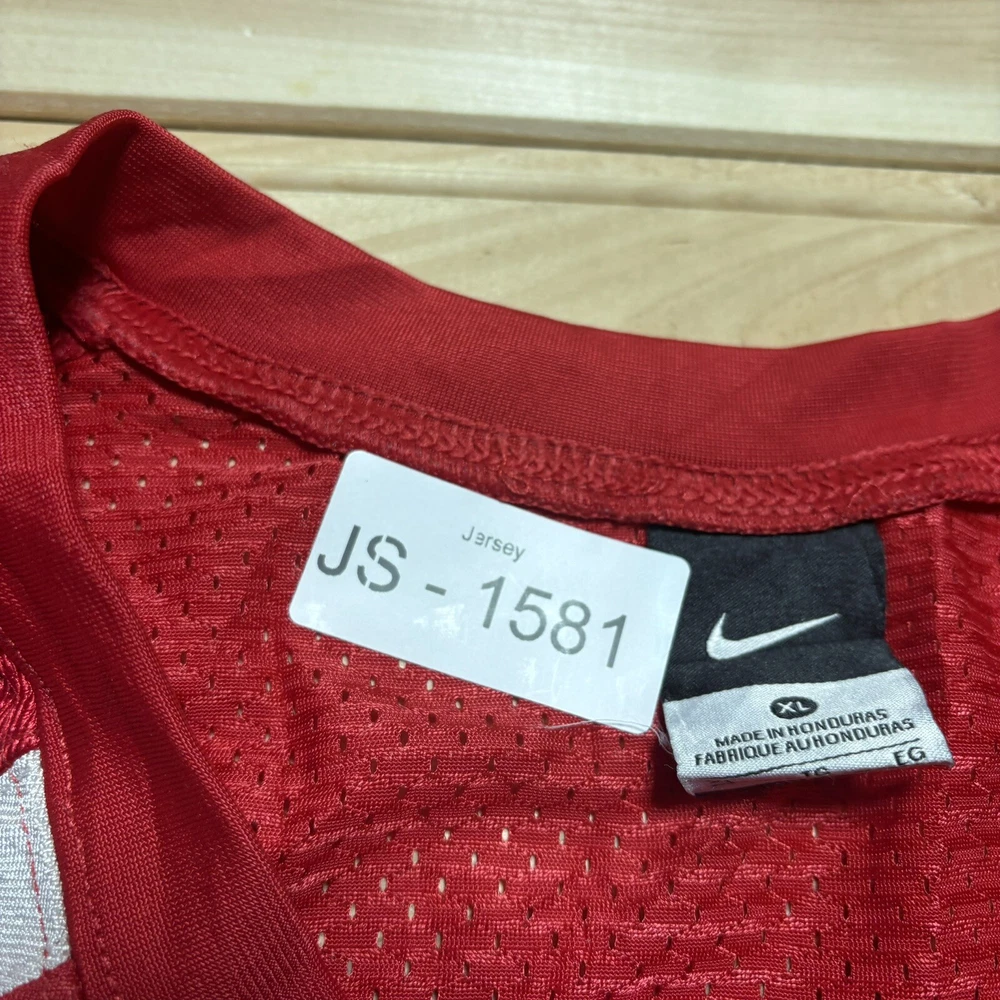 Jersey
JS - 1581
XL
MADE IN HONDURAS
FABRIQUE AU HONDURAS
EG